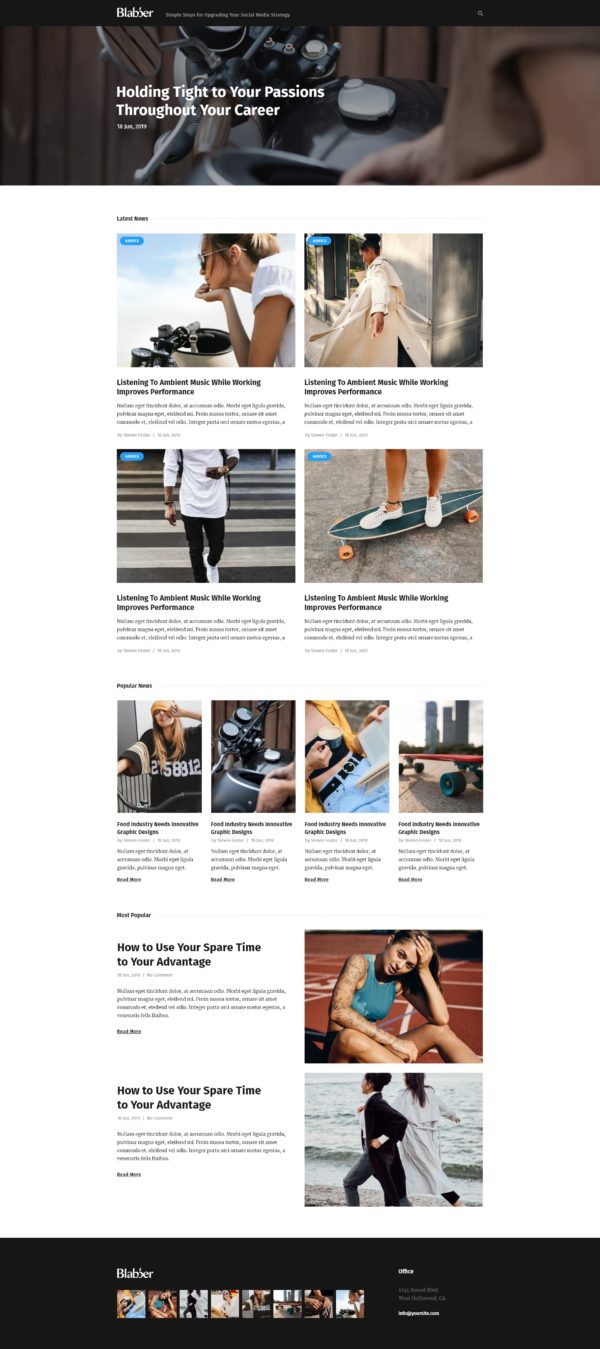 Blabber
Simple Steps for Upgrading Your Social Media Strategy
Holding Tight to Your Passions
Throughout Your Career
18 Jun, 2019
Latest News
ADVICE
ADVICE
Listening To Ambient Music While Working
Improves Performance
Nullam eget tincidunt dolor, at accumsan odio. Morbi eget ligula gravida,
pulvinar magna eget, eleifend mi. Proin massa tortor, ornare sit amet
commodo et, eleifend vel odio. Integer porta orci ornare metus egestas, a
by Steven Foster / 18 Jun, 2019
Listening To Ambient Music While Working
Improves Performance
Nullam eget tincidunt dolor, at accumsan odio. Morbi eget ligula gravida,
pulvinar magna eget, eleifend mi. Proin massa tortor, ornare sit amet
commodo et, eleifend vel odio. Integer porta orci ornare metus egestas, a
by Steven Foster / 18 Jun, 2019
ADVICE
ADVICE
Listening To Ambient Music While Working
Improves Performance
Nullam eget tincidunt dolor, at accumsan odio. Morbi eget ligula gravida,
pulvinar magna eget, eleifend mi. Proin massa tortor, ornare sit amet
commodo et, eleifend vel odio. Integer porta orci ornare metus egestas, a
by Steven Foster / 18 Jun, 2019
Listening To Ambient Music While Working
Improves Performance
Nullam eget tincidunt dolor, at accumsan odio. Morbi eget ligula gravida,
pulvinar magna eget, eleifend mi. Proin massa tortor, ornare sit amet
commodo et, eleifend vel odio. Integer porta orci ornare metus egestas, a
by Steven Foster / 18 Jun, 2019
Popular News
Food Industry Needs Innovative
Graphic Designs
by Steven Foster / 18 Jun, 2019
Nullam eget tincidunt dolor, at
accumsan odio. Morbi eget ligula
gravida, pulvinar magna eget.
Read More
Food Industry Needs Innovative
Graphic Designs
by Steven Foster / 18 Jun, 2019
Nullam eget tincidunt dolor, at
accumsan odio. Morbi eget ligula
gravida, pulvinar magna eget.
Read More
Food Industry Needs Innovative
Graphic Designs
by Steven Foster / 18 Jun, 2019
Nullam eget tincidunt dolor, at
accumsan odio. Morbi eget ligula
gravida, pulvinar magna eget.
Read More
Food Industry Needs Innovative
Graphic Designs
by Steven Foster / 18 Jun, 2019
Nullam eget tincidunt dolor, at
accumsan odio. Morbi eget ligula
gravida, pulvinar magna eget.
Read More
Most Popular
How to Use Your Spare Time
to Your Advantage
18 Jun, 2019 / No Comment
Nullam eget tincidunt dolor, at accumsan odio. Morbi eget ligula gravida,
pulvinar magna eget, eleifend mi. Proin massa tortor, ornare sit amet
commodo et, eleifend vel odio. Integer porta orci ornare metus egestas, a
venenatis felis finibus.
Read More
How to Use Your Spare Time
to Your Advantage
18 Jun, 2019 / No Comment
Nullam eget tincidunt dolor, at accumsan odio. Morbi eget ligula gravida,
pulvinar magna eget, eleifend mi. Proin massa tortor, ornare sit amet
commodo et, eleifend vel odio. Integer porta orci ornare metus egestas, a
venenatis felis finibus.
Read More
Blabber
Office
Sunset Blvd
West Hollywood, CA
info@yoursite.com